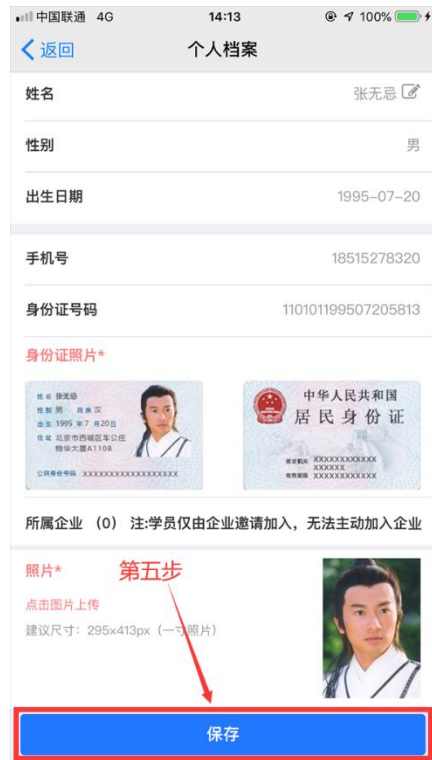 中国联通 4G 14:13 100%
返回 个人档案
姓名 张无忌
性别 男
出生日期 1995-07-20
手机号 18515278320
身份证号码 110101199507205813
身份证照片*
姓名 张无忌
性别 男 民族 汉
出生 1995 年 7 月 20日
住址 北京市西城区车公庄
物华大厦A1108
公民身份号码 XXXXXXXXXXXXXXXXXX
中华人民共和国
居民身份证
签发机关 XXXXXXXXXXXX
XXXXXX
有效期限 XXXXXXXXXXXX
所属企业 (0) 注:学员仅由企业邀请加入，无法主动加入企业
照片* 第五步
点击图片上传
建议尺寸：295x413px（一寸照片）
保存